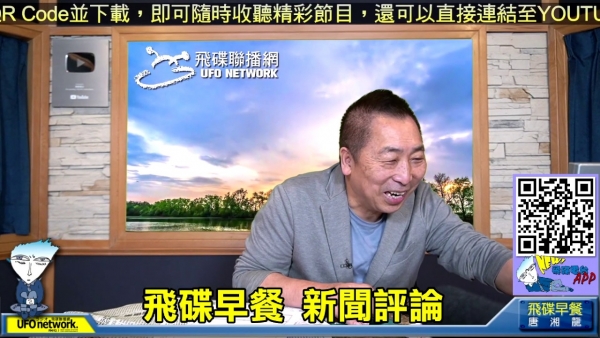 QR Code並下載，即可隨時收聽精彩節目，還可以直接連結至YOUTU
飛碟聯播網
UFO NETWORK
APP
飛碟早餐 新聞評論
飛碟早餐
唐湘龍
UFO network.